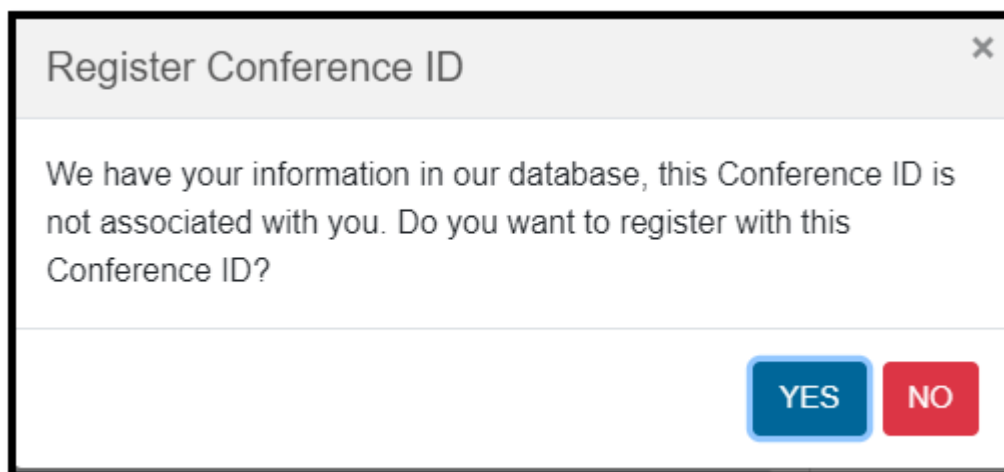 Register Conference ID
×
We have your information in our database, this Conference ID is
not associated with you. Do you want to register with this
Conference ID?
YES NO